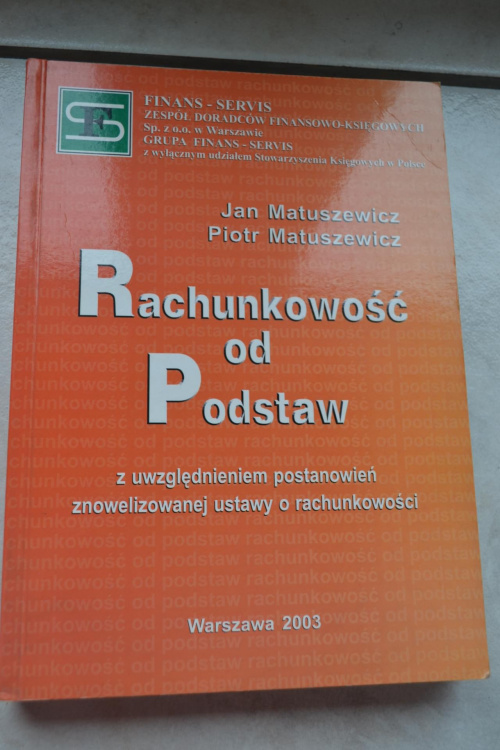 FINANS - SERVIS
ZESPÓŁ DORADCÓW FINANSOWO-KSIĘGOWYCH
Sp. z o.o. w Warszawie
GRUPA FINANS - SERVIS
z wyłącznym udziałem Stowarzyszenia Księgowych w Polsce
Jan Matuszewicz
Piotr Matuszewicz
Rachunkowość
od
Podstaw
z uwzględnieniem postanowień
znowelizowanej ustawy o rachunkowości
Warszawa 2003